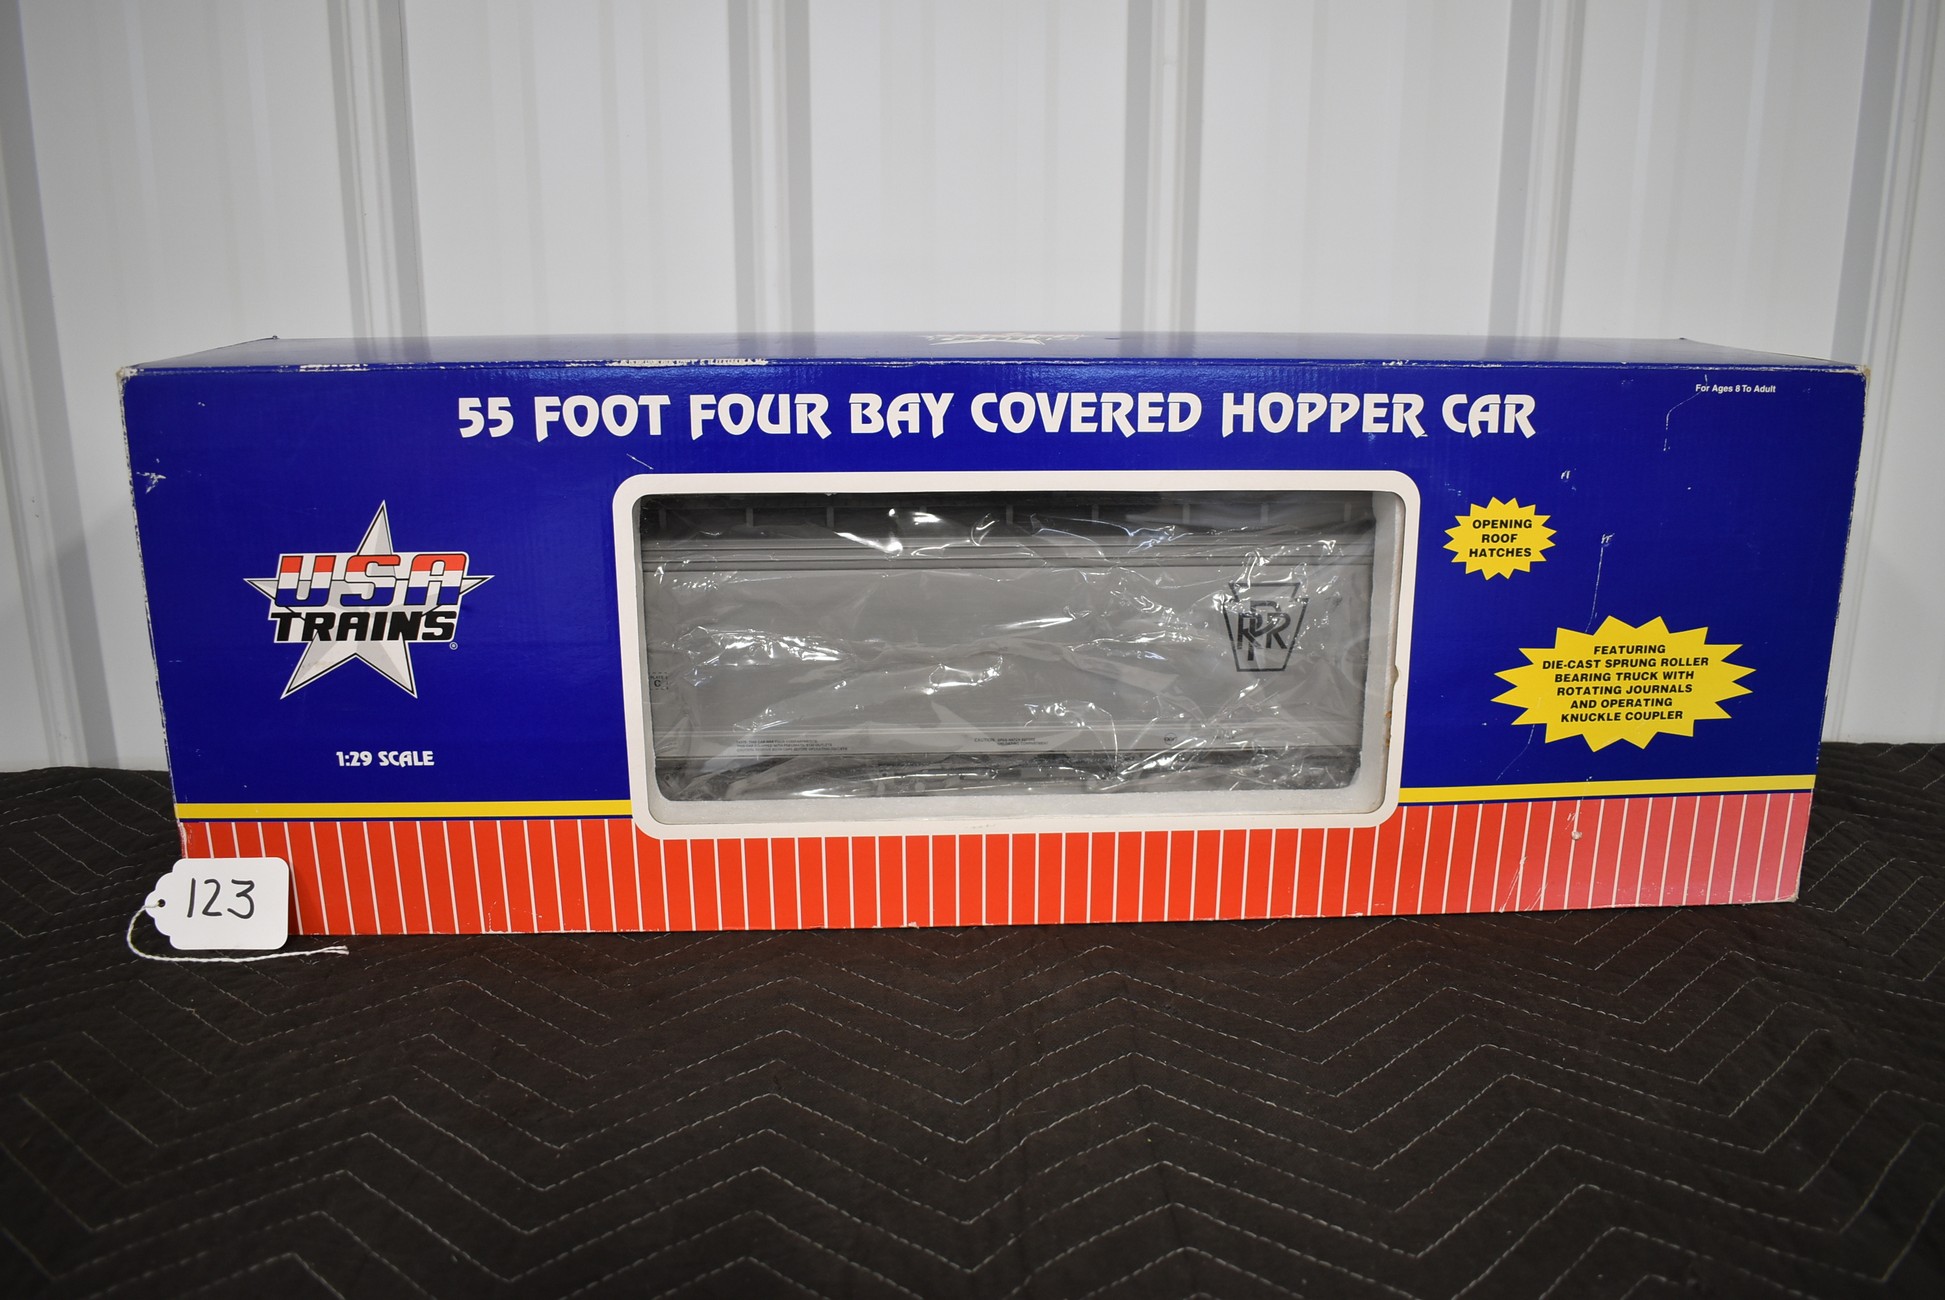 55 FOOT FOUR BAY COVERED HOPPER CAR
For Ages 8 To Adult
USA
TRAINS®
1:29 SCALE
PRR
OPENING
ROOF
HATCHES
FEATURING
DIE-CAST SPRUNG ROLLER
BEARING TRUCK WITH
ROTATING JOURNALS
AND OPERATING
KNUCKLE COUPLER
123